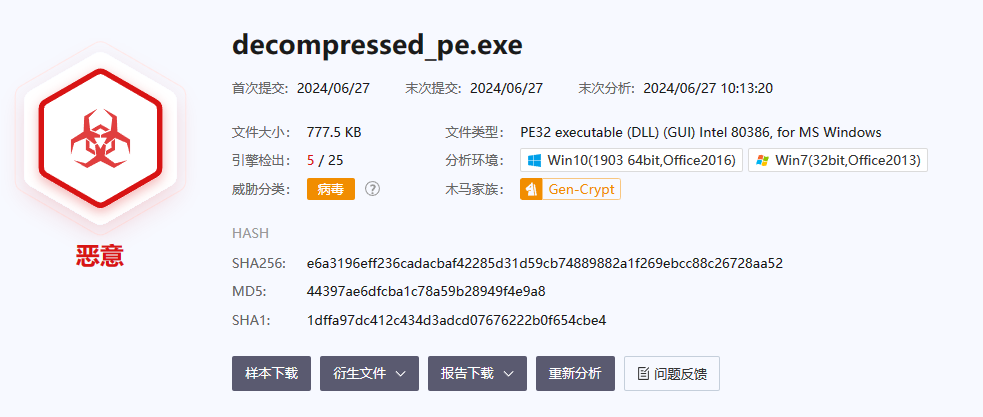 decompressed_pe.exe
首次提交: 2024/06/27 末次提交: 2024/06/27 末次分析: 2024/06/27 10:13:20
文件大小: 777.5 KB 文件类型: PE32 executable (DLL) (GUI) Intel 80386, for MS Windows
引擎检出: 5 / 25 分析环境: Win10(1903 64bit,Office2016) Win7(32bit,Office2013)
威胁分类: 病毒 ? 木马家族: Gen-Crypt
恶意
HASH
SHA256: e6a3196eff236cadacbaf42285d31d59cb74889882a1f269ebcc88c26728aa52
MD5: 44397ae6dfcba1c78a59b28949f4e9a8
SHA1: 1dffa97dc412c434d3adcd07676222b0f654cbe4
样本下载 衍生文件 报告下载 重新分析 问题反馈